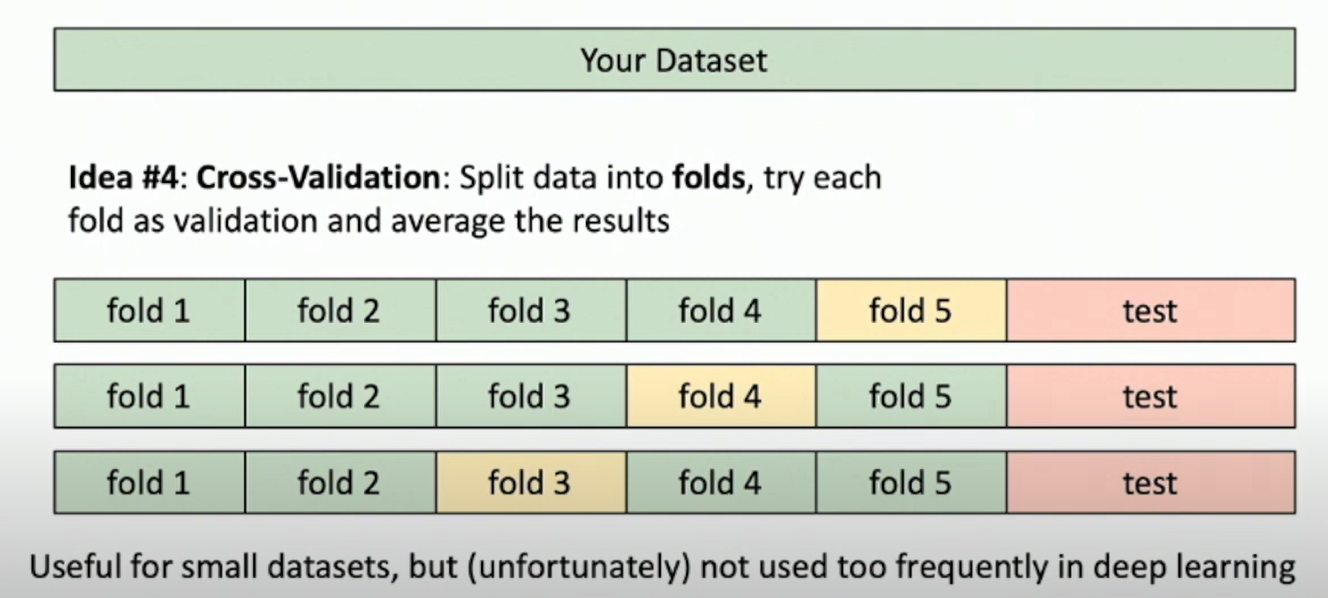 Your Dataset
Idea #4: Cross-Validation: Split data into folds, try each
fold as validation and average the results
fold 1 fold 2 fold 3 fold 4 fold 5 test
fold 1 fold 2 fold 3 fold 4 fold 5 test
fold 1 fold 2 fold 3 fold 4 fold 5 test
Useful for small datasets, but (unfortunately) not used too frequently in deep learning